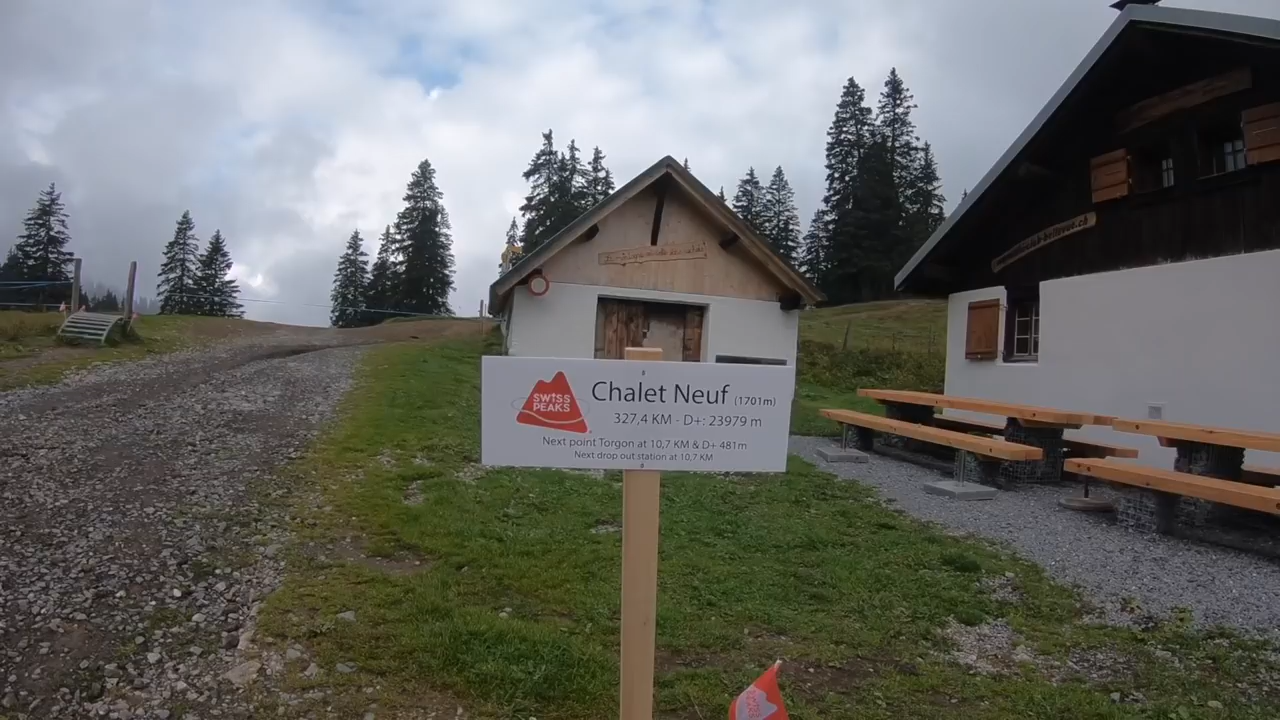 SWISS
PEAKS
Chalet Neuf (1701m)
327,4 KM - D+: 23979 m
Next point Torgon at 10,7 KM & D+ 481m
Next drop out station at 10,7 KM